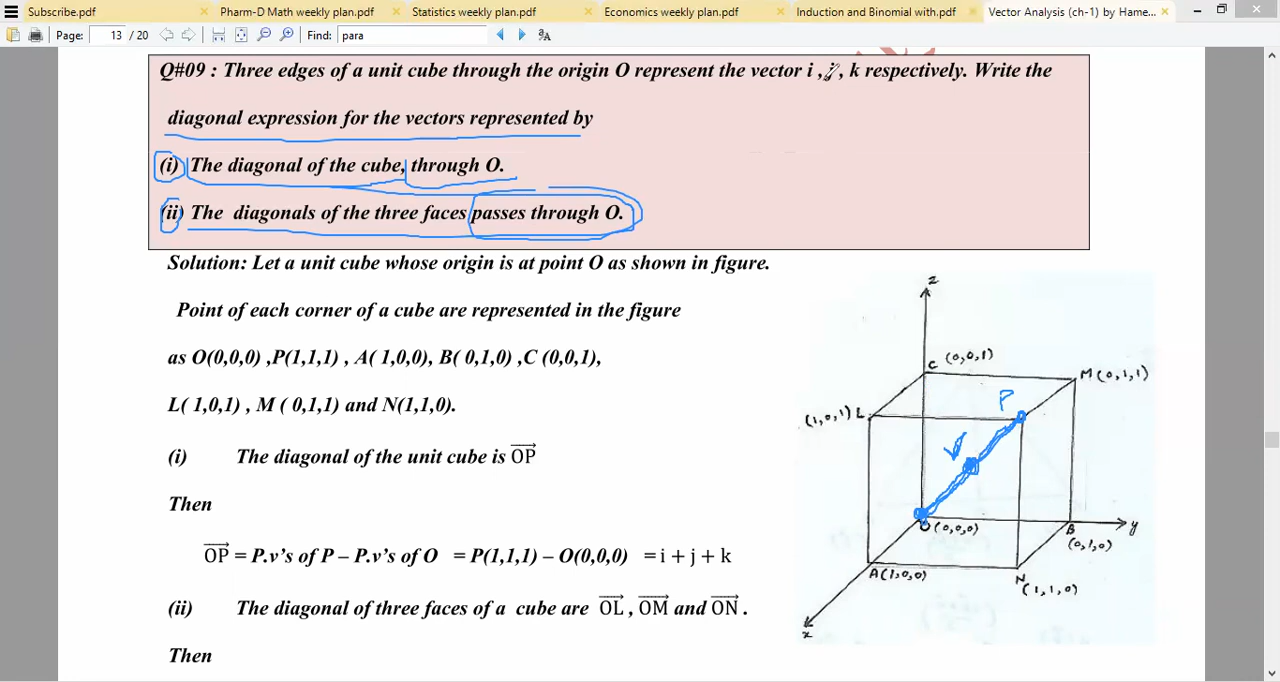 Subscribe.pdf
Pharm-D Math weekly plan.pdf
Statistics weekly plan.pdf
Economics weekly plan.pdf
Induction and Binomial with.pdf
Vector Analysis (ch-1) by Hame...
Page: 13 / 20 Find: para
Q#09 : Three edges of a unit cube through the origin O represent the vector i , j , k respectively. Write the
diagonal expression for the vectors represented by
(i) The diagonal of the cube, through O.
(ii) The diagonals of the three faces passes through O.
Solution: Let a unit cube whose origin is at point O as shown in figure.
Point of each corner of a cube are represented in the figure
as O(0,0,0) ,P(1,1,1) , A( 1,0,0), B( 0,1,0) ,C (0,0,1),
L( 1,0,1) , M ( 0,1,1) and N(1,1,0).
(i) The diagonal of the unit cube is OP
Then
OP = P.v's of P – P.v's of O = P(1,1,1) – O(0,0,0) = i + j + k
(ii) The diagonal of three faces of a cube are OL , OM and ON .
Then
z
C (0,0,1)
M (0,1,1)
P
(1,0,1) L
O (0,0,0)
B
y
(0,1,0)
A(1,0,0)
N
(1,1,0)
x